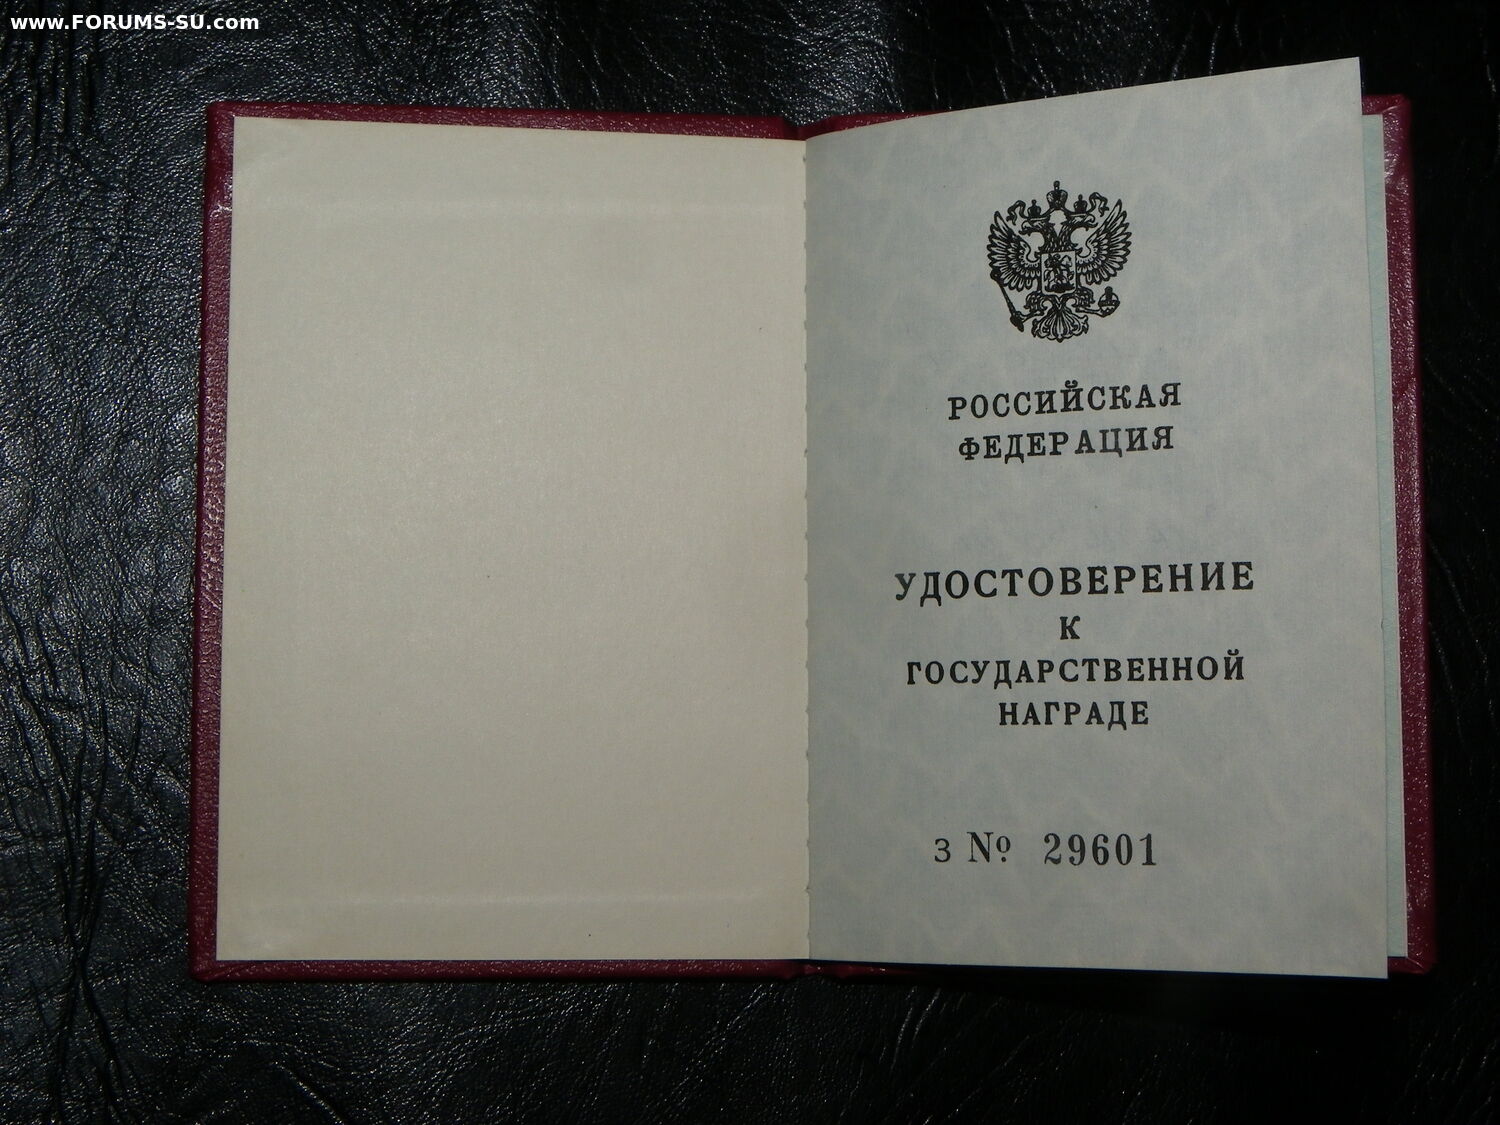 www.FORUMS-SU.com
РОССИЙСКАЯ
ФЕДЕРАЦИЯ
УДОСТОВЕРЕНИЕ
К
ГОСУДАРСТВЕННОЙ
НАГРАДЕ
З № 29601